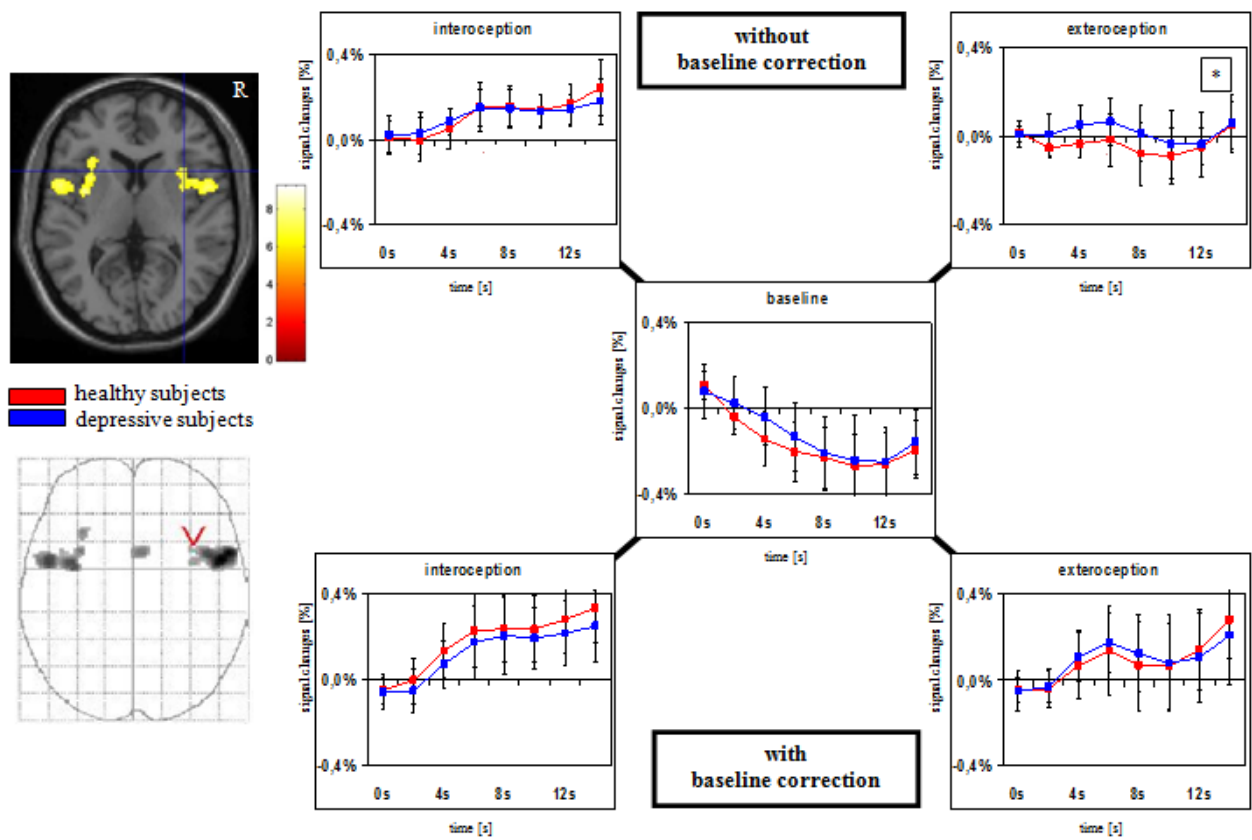 R
8
6
4
2
0
healthy subjects
depressive subjects
interoception
signal changes [%]
0,4%
0,0%
-0,4%
0s 4s 8s 12s
time [s]
without
baseline correction
exteroception
signal changes [%]
0,4%
0,0%
-0,4%
*
0s 4s 8s 12s
time [s]
baseline
signal changes [%]
0,4%
0,0%
-0,4%
0s 4s 8s 12s
time [s]
interoception
signal changes [%]
0,4%
0,0%
-0,4%
0s 4s 8s 12s
time [s]
with
baseline correction
exteroception
signal changes [%]
0,4%
0,0%
-0,4%
0s 4s 8s 12s
time [s]